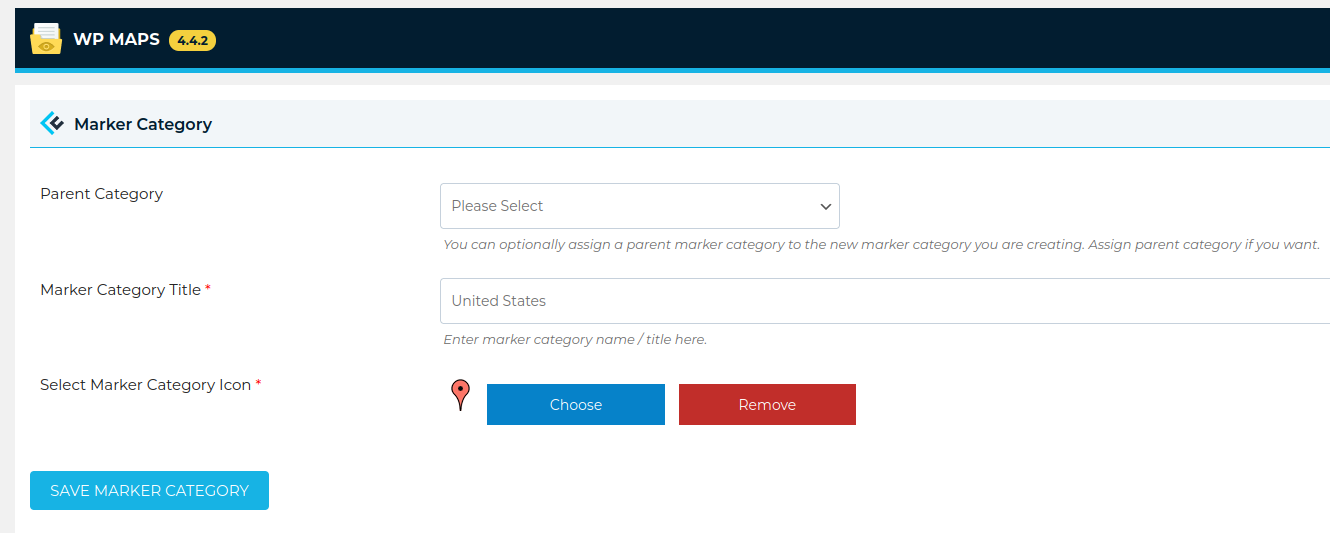 WP MAPS 4.4.2
Marker Category
Parent Category
Please Select
You can optionally assign a parent marker category to the new marker category you are creating. Assign parent category if you want.
Marker Category Title *
United States
Enter marker category name / title here.
Select Marker Category Icon *
Choose
Remove
SAVE MARKER CATEGORY